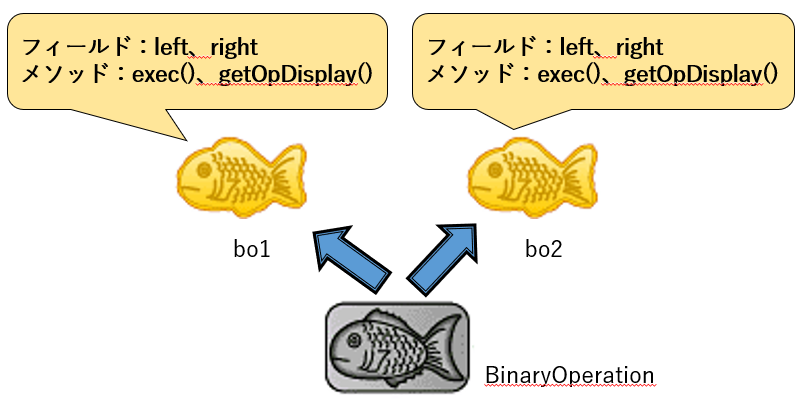 フィールド：left、right
メソッド：exec()、getOpDisplay()
フィールド：left、right
メソッド：exec()、getOpDisplay()
bo1
bo2
BinaryOperation